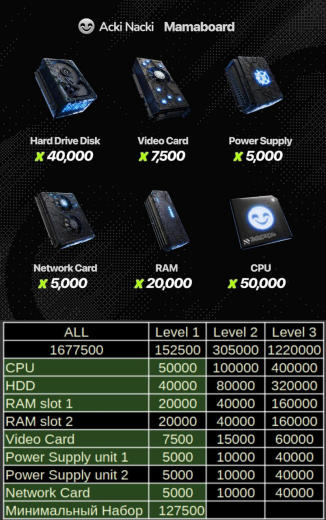 Acki Nacki Mamaboard
Hard Drive Disk Video Card Power Supply
X 40,000 X 7,500 X 5,000
Network Card RAM CPU
X 5,000 X 20,000 X 50,000
ALL Level 1 Level 2 Level 3
1677500 152500 305000 1220000
CPU 50000 100000 400000
HDD 40000 80000 320000
RAM slot 1 20000 40000 160000
RAM slot 2 20000 40000 160000
Video Card 7500 15000 60000
Power Supply unit 1 5000 10000 40000
Power Supply unit 2 5000 10000 40000
Network Card 5000 10000 40000
Минимальный Набор 127500